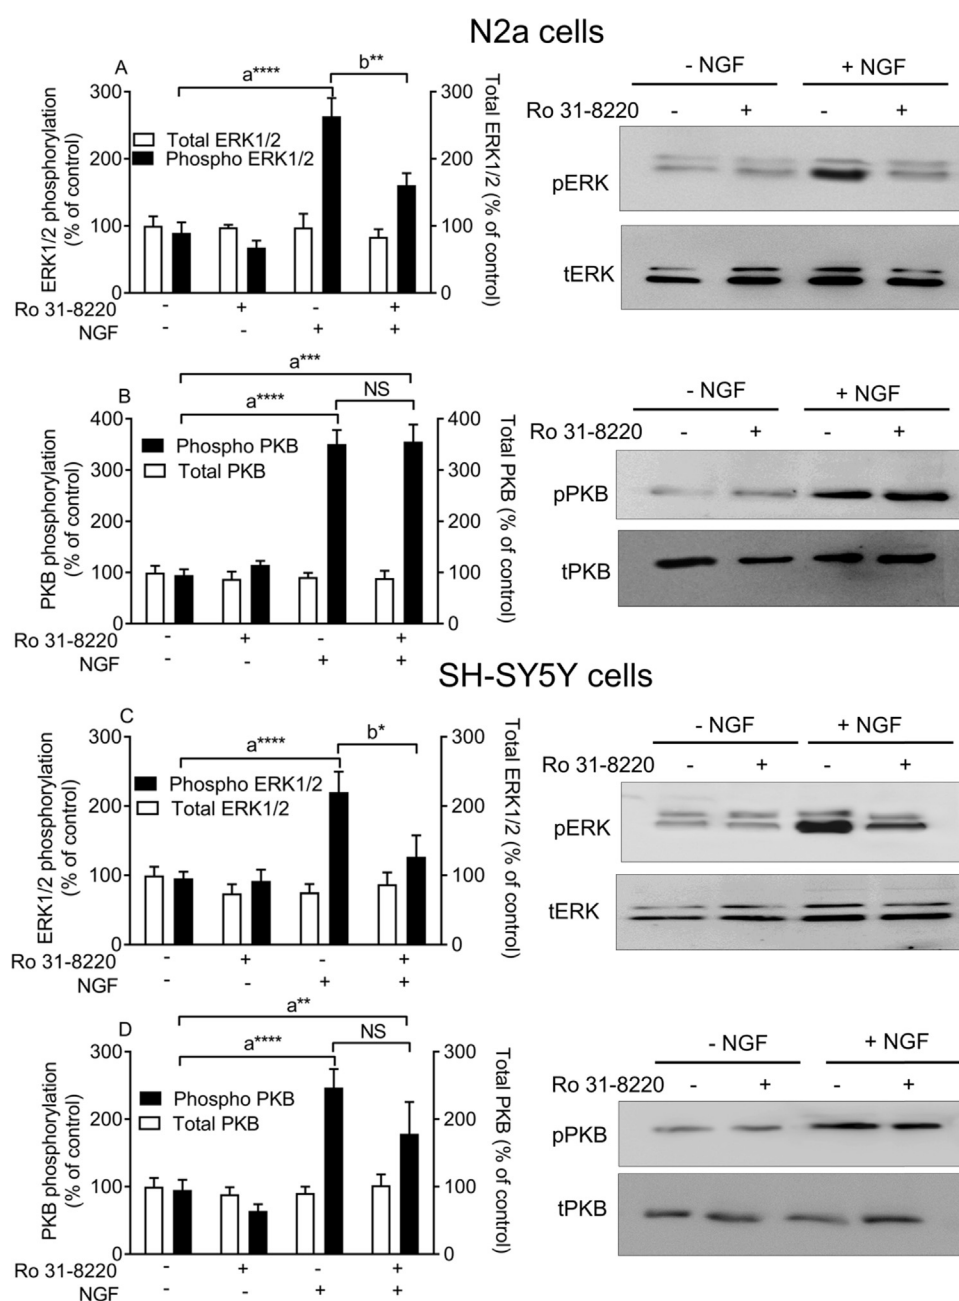 N2a cells
A
a****
b**
ERK1/2 phosphorylation
(% of control)
300
200
100
0
Total ERK1/2
Phospho ERK1/2
300
200
100
0
Total ERK1/2 (% of control)
Ro 31-8220 - + - +
NGF - - + +
- NGF + NGF
Ro 31-8220 - + - +
pERK
tERK
B
a***
a****
NS
PKB phosphorylation
(% of control)
400
300
200
100
0
Phospho PKB
Total PKB
400
300
200
100
0
Total PKB (% of control)
Ro 31-8220 - + - +
NGF - - + +
- NGF + NGF
Ro 31-8220 - + - +
pPKB
tPKB
SH-SY5Y cells
C
a****
b*
ERK1/2 phosphorylation
(% of control)
300
200
100
0
Phospho ERK1/2
Total ERK1/2
300
200
100
0
Total ERK1/2 (% of control)
Ro 31-8220 - + - +
NGF - - + +
- NGF + NGF
Ro 31-8220 - + - +
pERK
tERK
D
a**
a****
NS
PKB phosphorylation
(% of control)
300
200
100
0
Phospho PKB
Total PKB
300
200
100
0
Total PKB (% of control)
Ro 31-8220 - + - +
NGF - - + +
- NGF + NGF
Ro 31-8220 - + - +
pPKB
tPKB